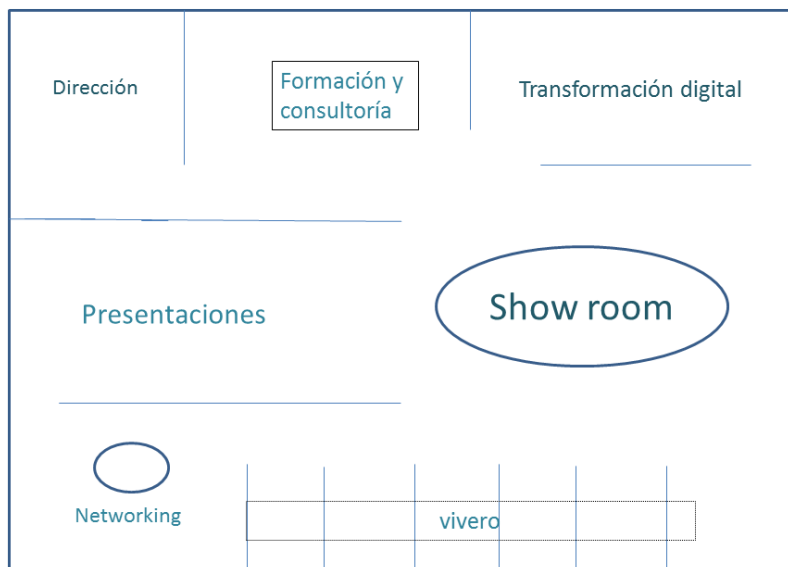 Dirección
Formación y
consultoría
Transformación digital
Presentaciones
Show room
Networking
vivero